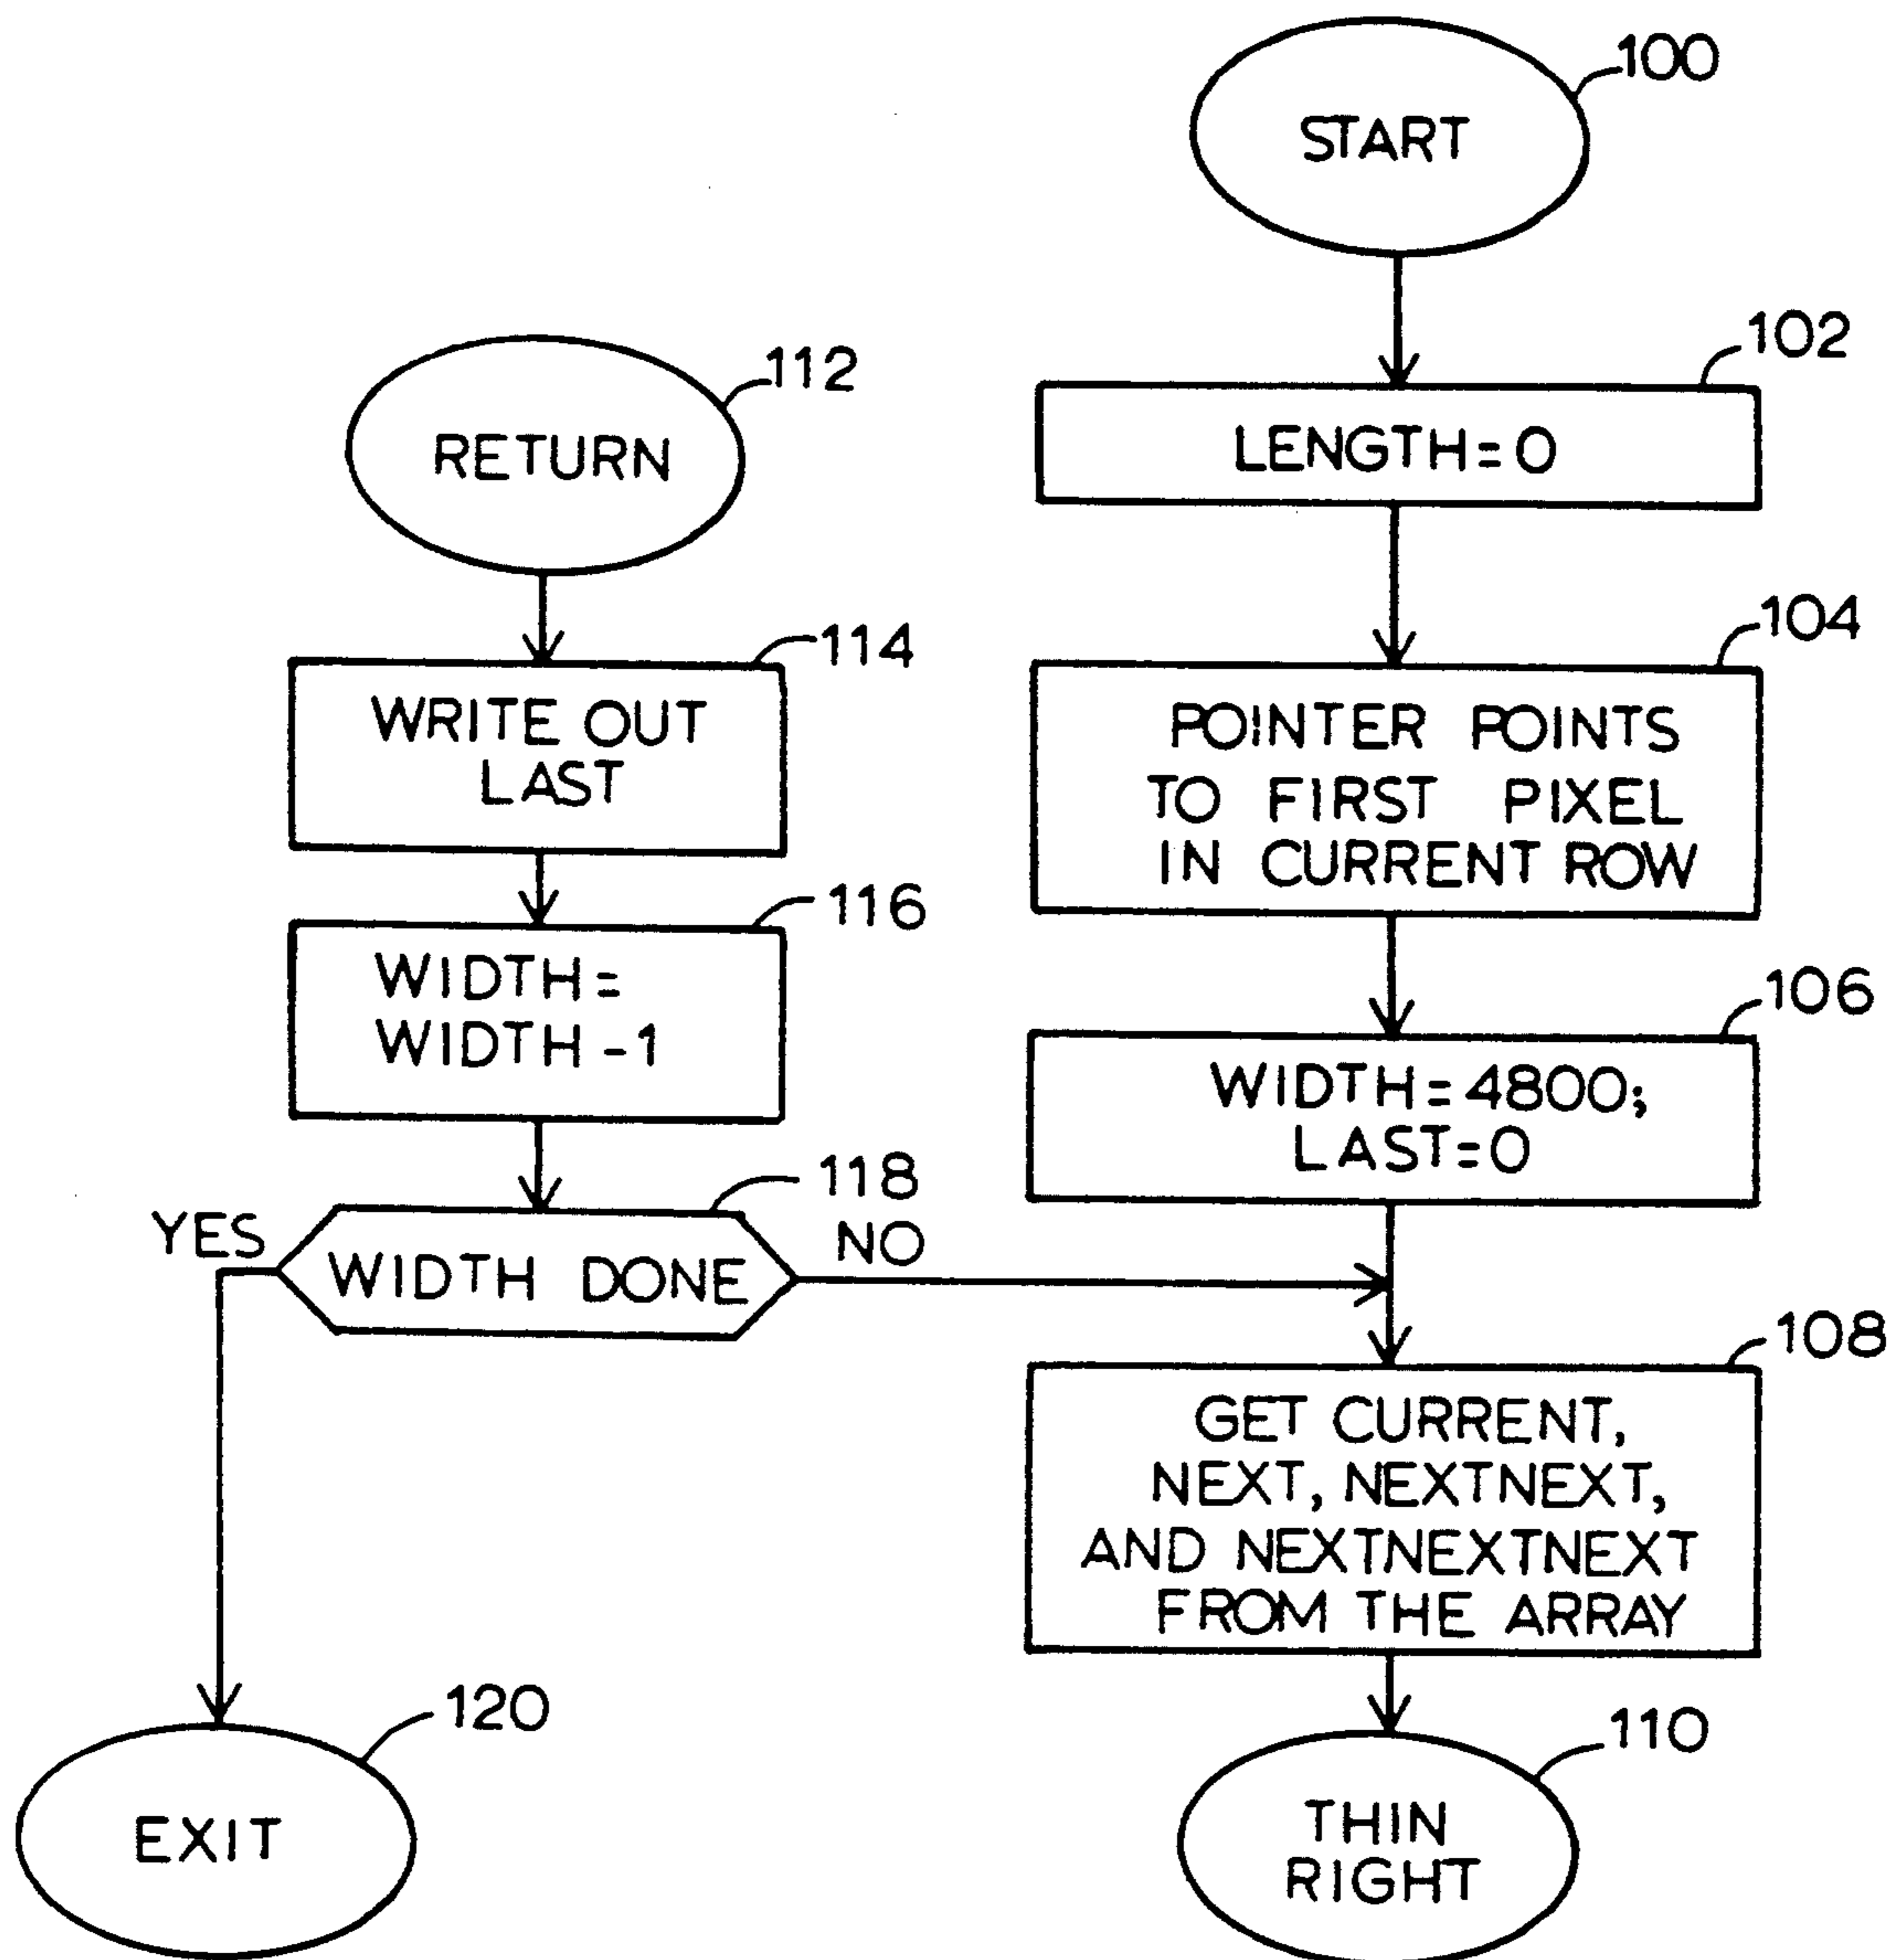 START
100
LENGTH=0
102
POINTER POINTS
TO FIRST PIXEL
IN CURRENT ROW
104
WIDTH=4800;
LAST=0
106
GET CURRENT,
NEXT, NEXTNEXT,
AND NEXTNEXTNEXT
FROM THE ARRAY
108
THIN
RIGHT
110
RETURN
112
WRITE OUT
LAST
114
WIDTH=
WIDTH-1
116
WIDTH DONE
118
YES
NO
EXIT
120